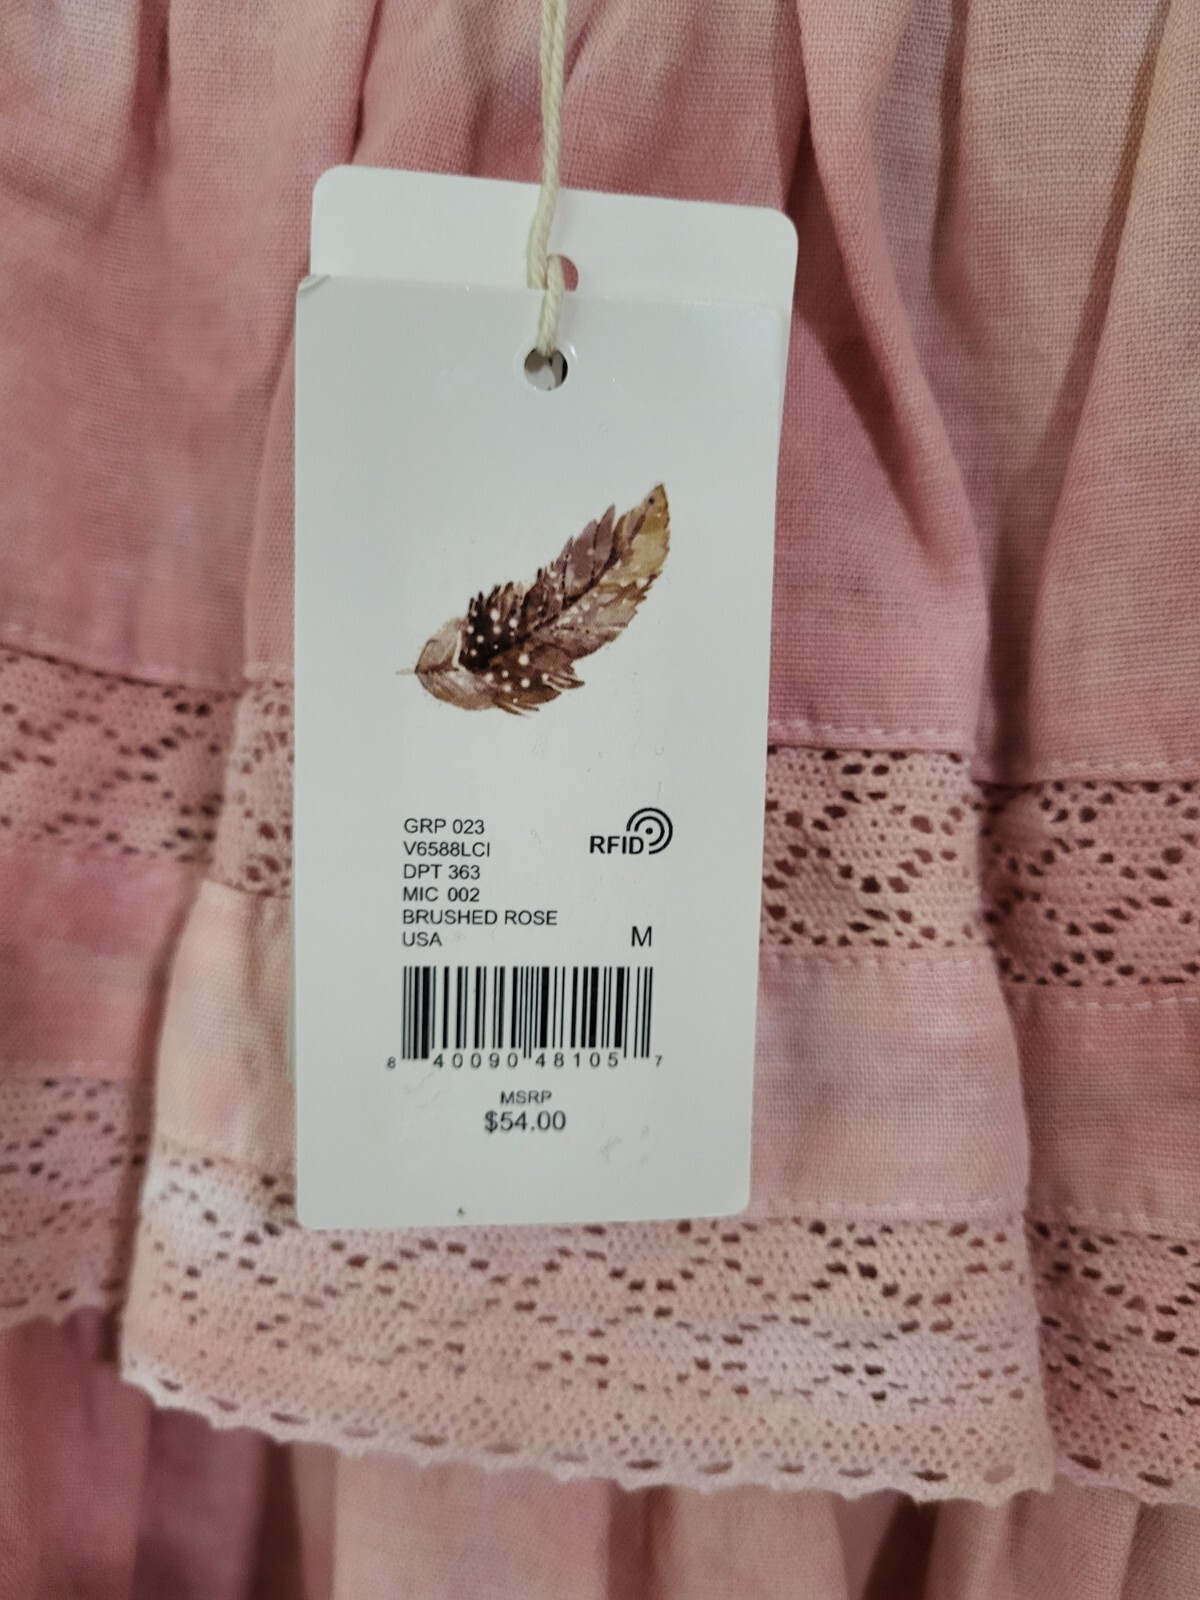 GRP 023
V6588LCI
DPT 363
MIC 002
BRUSHED ROSE
USA
RFID
M
8 40090 48105 7
MSRP
$54.00